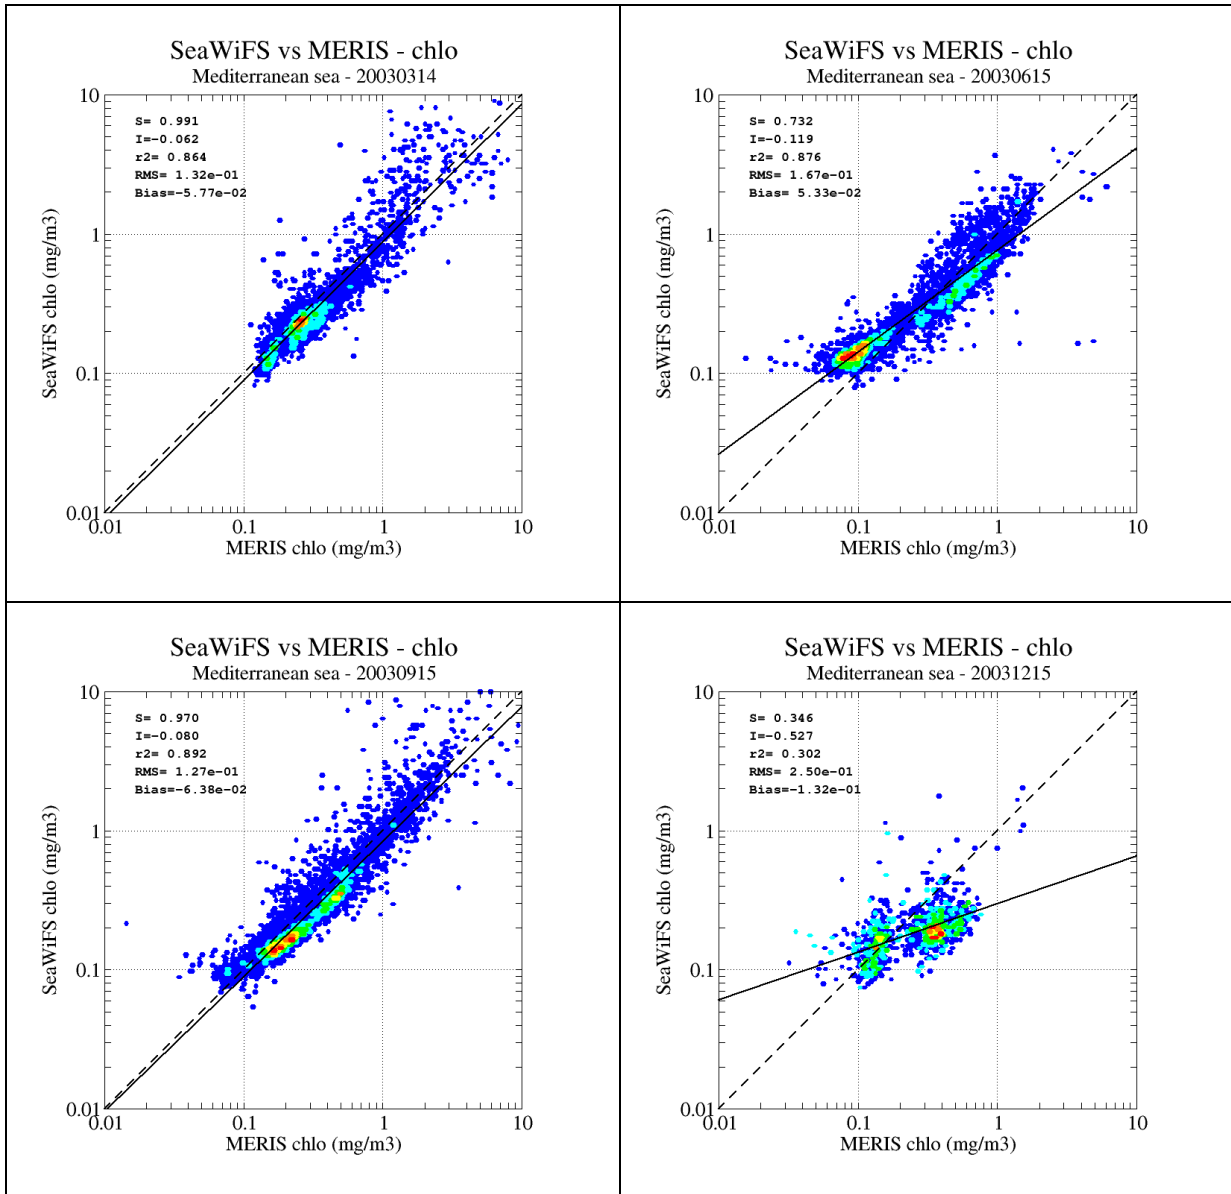 SeaWiFS vs MERIS - chlo
Mediterranean sea - 20030314
10
S= 0.991
I=-0.062
r2= 0.864
RMS= 1.32e-01
Bias=-5.77e-02
1
SeaWiFS chlo (mg/m3)
0.1
0.01
0.01
0.1
1
10
MERIS chlo (mg/m3)
SeaWiFS vs MERIS - chlo
Mediterranean sea - 20030615
10
S= 0.732
I=-0.119
r2= 0.876
RMS= 1.67e-01
Bias= 5.33e-02
1
SeaWiFS chlo (mg/m3)
0.1
0.01
0.01
0.1
1
10
MERIS chlo (mg/m3)
SeaWiFS vs MERIS - chlo
Mediterranean sea - 20030915
10
S= 0.970
I=-0.080
r2= 0.892
RMS= 1.27e-01
Bias=-6.38e-02
1
SeaWiFS chlo (mg/m3)
0.1
0.01
0.01
0.1
1
10
MERIS chlo (mg/m3)
SeaWiFS vs MERIS - chlo
Mediterranean sea - 20031215
10
S= 0.346
I=-0.527
r2= 0.302
RMS= 2.50e-01
Bias=-1.32e-01
1
SeaWiFS chlo (mg/m3)
0.1
0.01
0.01
0.1
1
10
MERIS chlo (mg/m3)